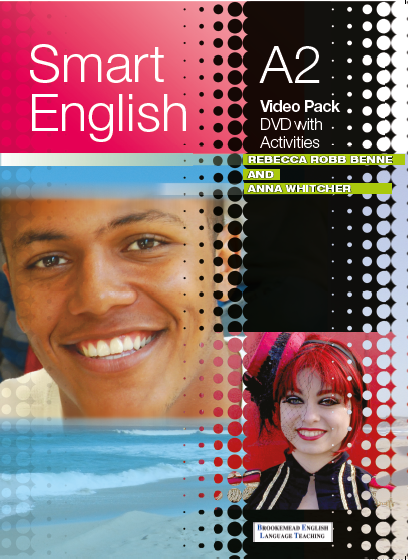 Smart
English
A2
Video Pack
DVD with
Activities
REBECCA ROBB BENNE
AND
ANNA WHITCHER
BROOKEMEAD ENGLISH
LANGUAGE TEACHING